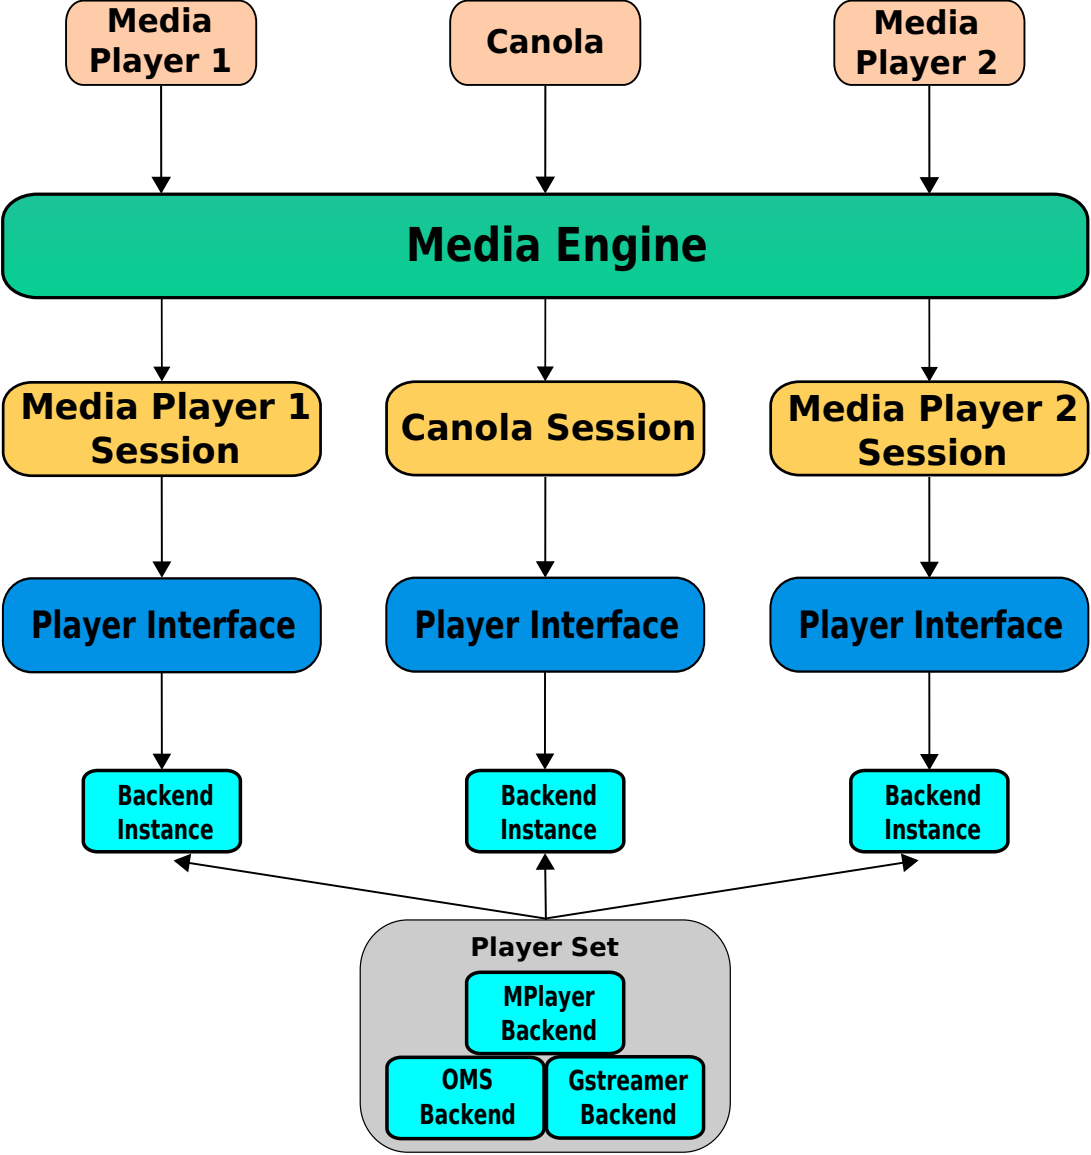 Media
Player 1
Canola
Media
Player 2
Media Engine
Media Player 1
Session
Canola Session
Media Player 2
Session
Player Interface
Player Interface
Player Interface
Backend
Instance
Backend
Instance
Backend
Instance
Player Set
MPlayer
Backend
OMS
Backend
Gstreamer
Backend